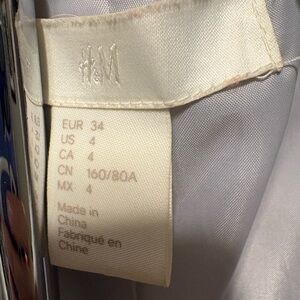 H&M
EUR 34
US 4
CA 4
CN 160/80A
MX 4
Made in
China
Fabriqué en
Chine